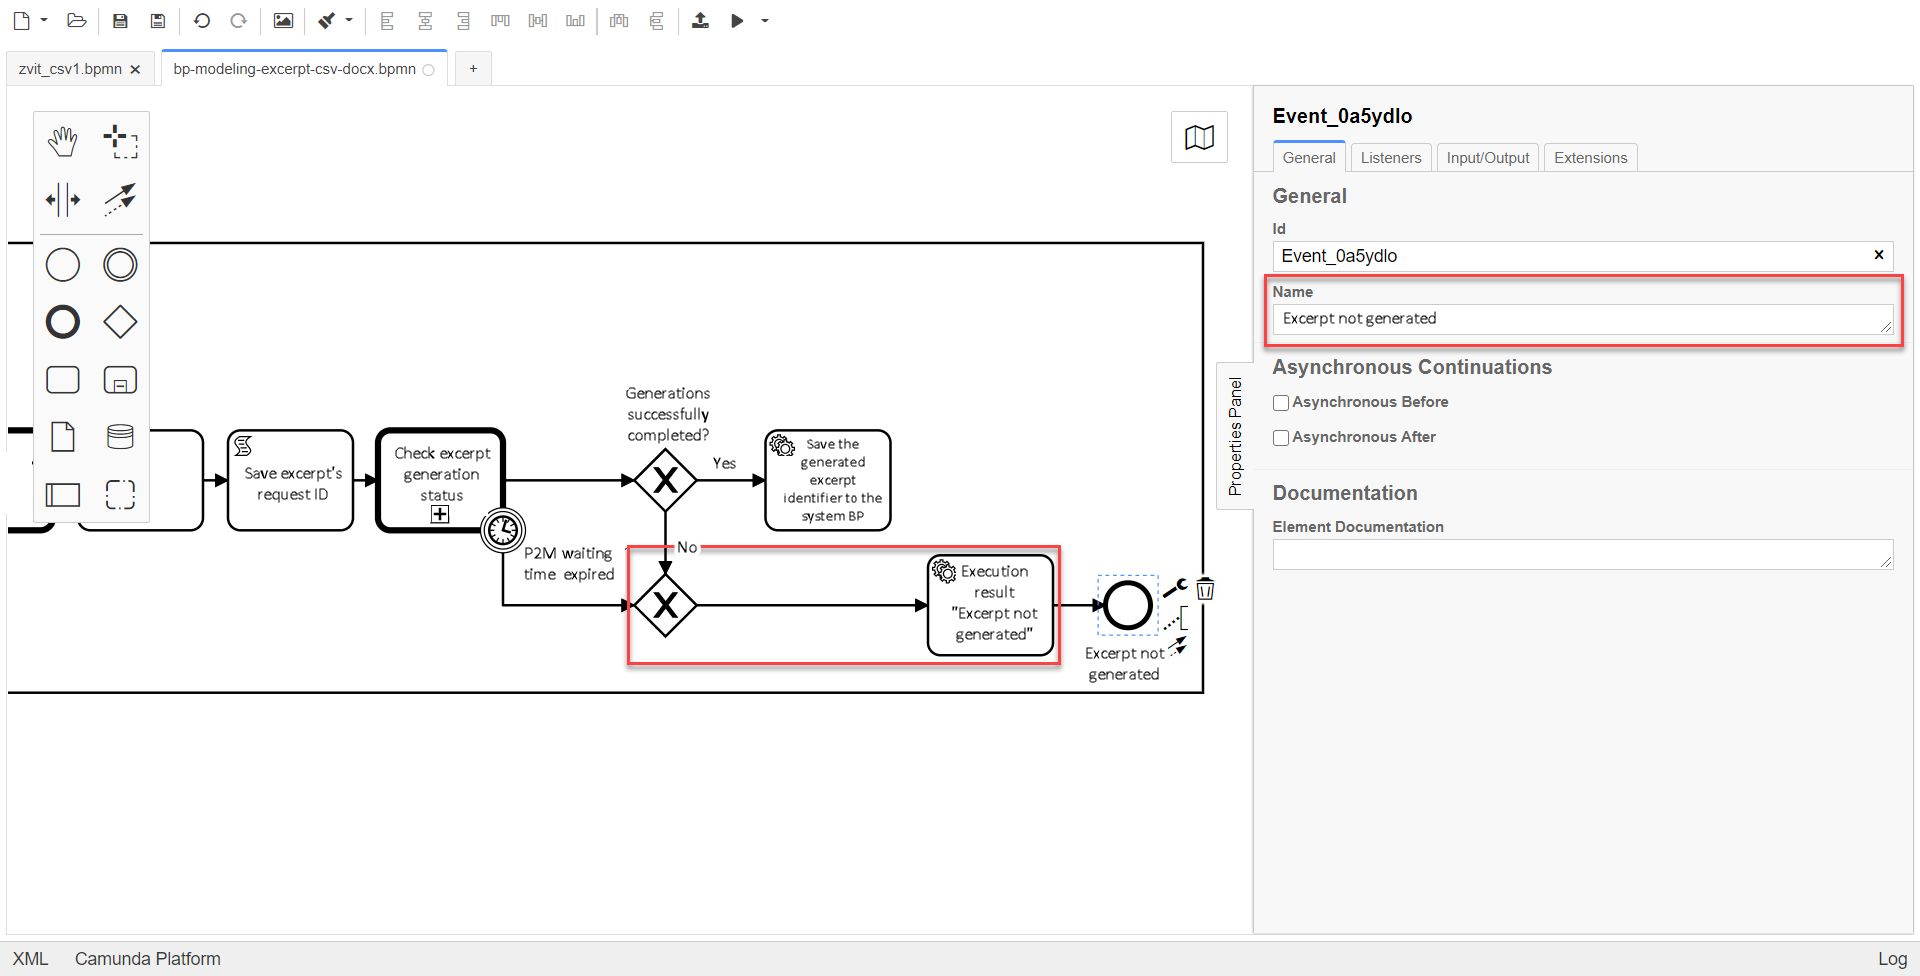 zvit_csv1.bpmn
bp-modeling-excerpt-csv-docx.bpmn
+
Event_0a5ydlo
General
Listeners
Input/Output
Extensions
General
Id
Event_0a5ydlo
Name
Excerpt not generated
Asynchronous Continuations
Asynchronous Before
Asynchronous After
Documentation
Element Documentation
Properties Panel
Save excerpt's
request ID
Check excerpt
generation
status
P2M waiting
time expired
Generations
successfully
completed?
Yes
No
Save the
generated
excerpt
identifier to the
system BP
Execution
result
"Excerpt not
generated"
Excerpt not
generated
XML
Camunda Platform
Log